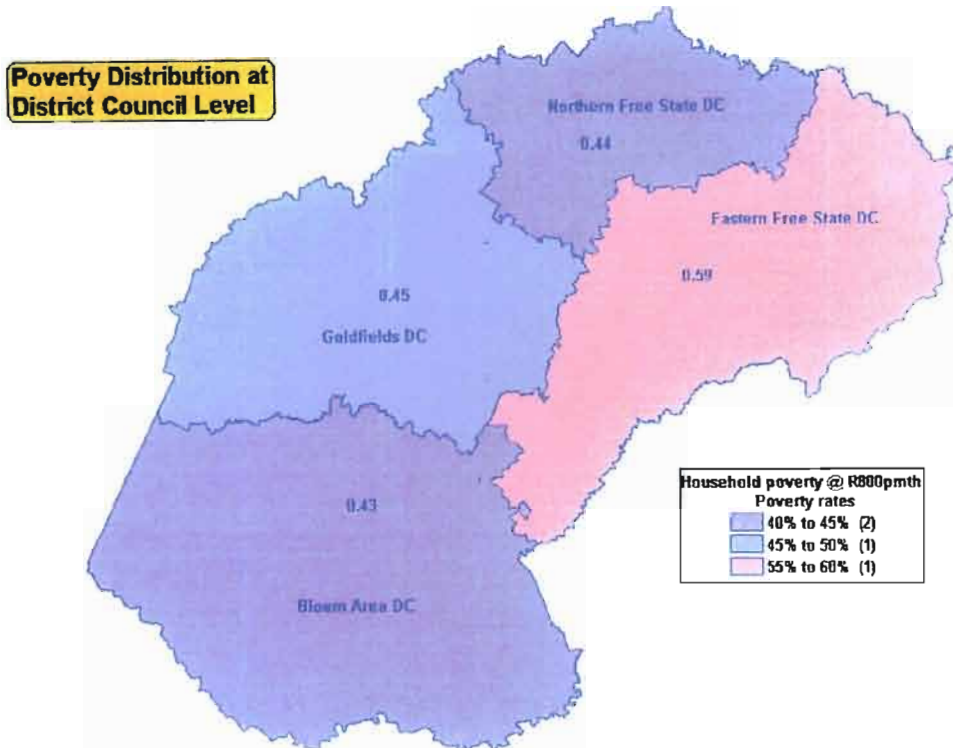 Poverty Distribution at
District Council Level
Northern Free State DC
0.44
Eastern Free State DC
0.59
0.45
Goldfields DC
0.43
Bloem Area DC
Household poverty @ R800pmth
Poverty rates
40% to 45% (2)
45% to 50% (1)
55% to 60% (1)